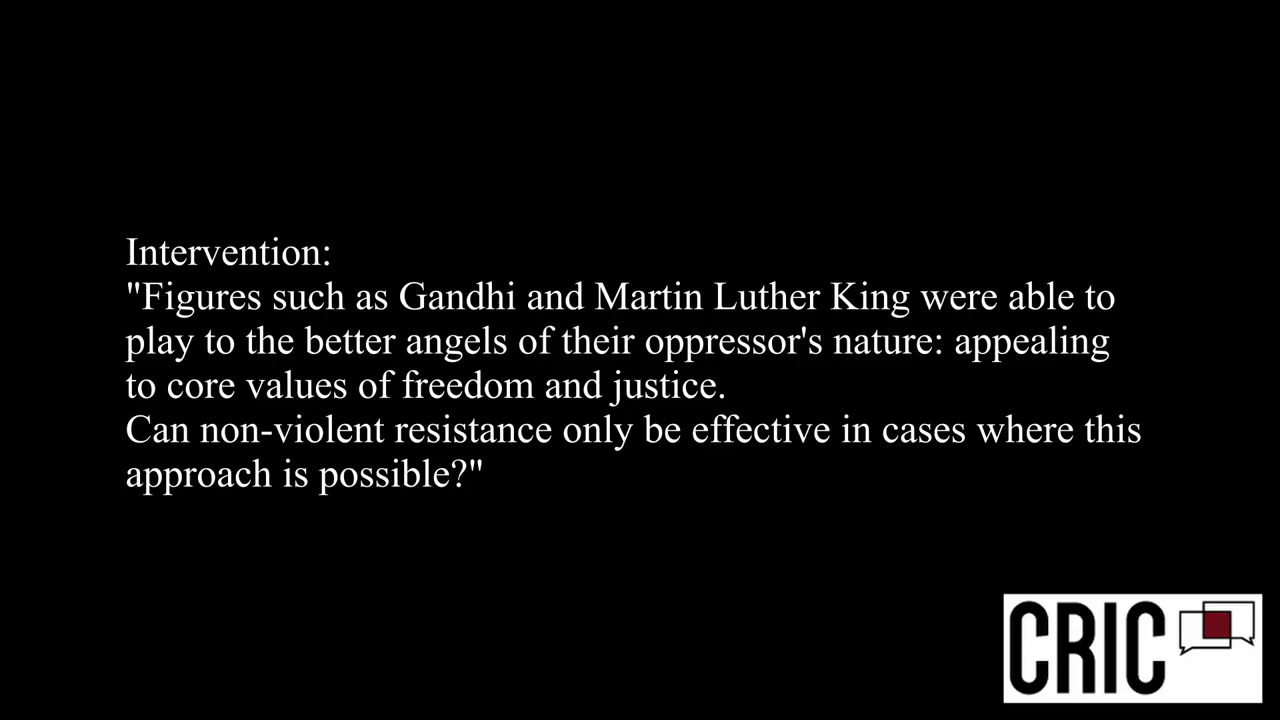 Intervention:
"Figures such as Gandhi and Martin Luther King were able to
play to the better angels of their oppressor's nature: appealing
to core values of freedom and justice.
Can non-violent resistance only be effective in cases where this
approach is possible?"
CRIC